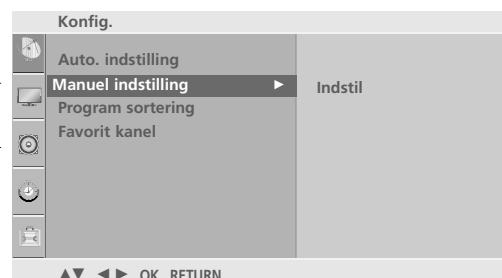 Konfig.
Auto. indstilling
Manuel indstilling ►
Indstil
Program sortering
Favorit kanel
▲▼ ◄► OK RETURN